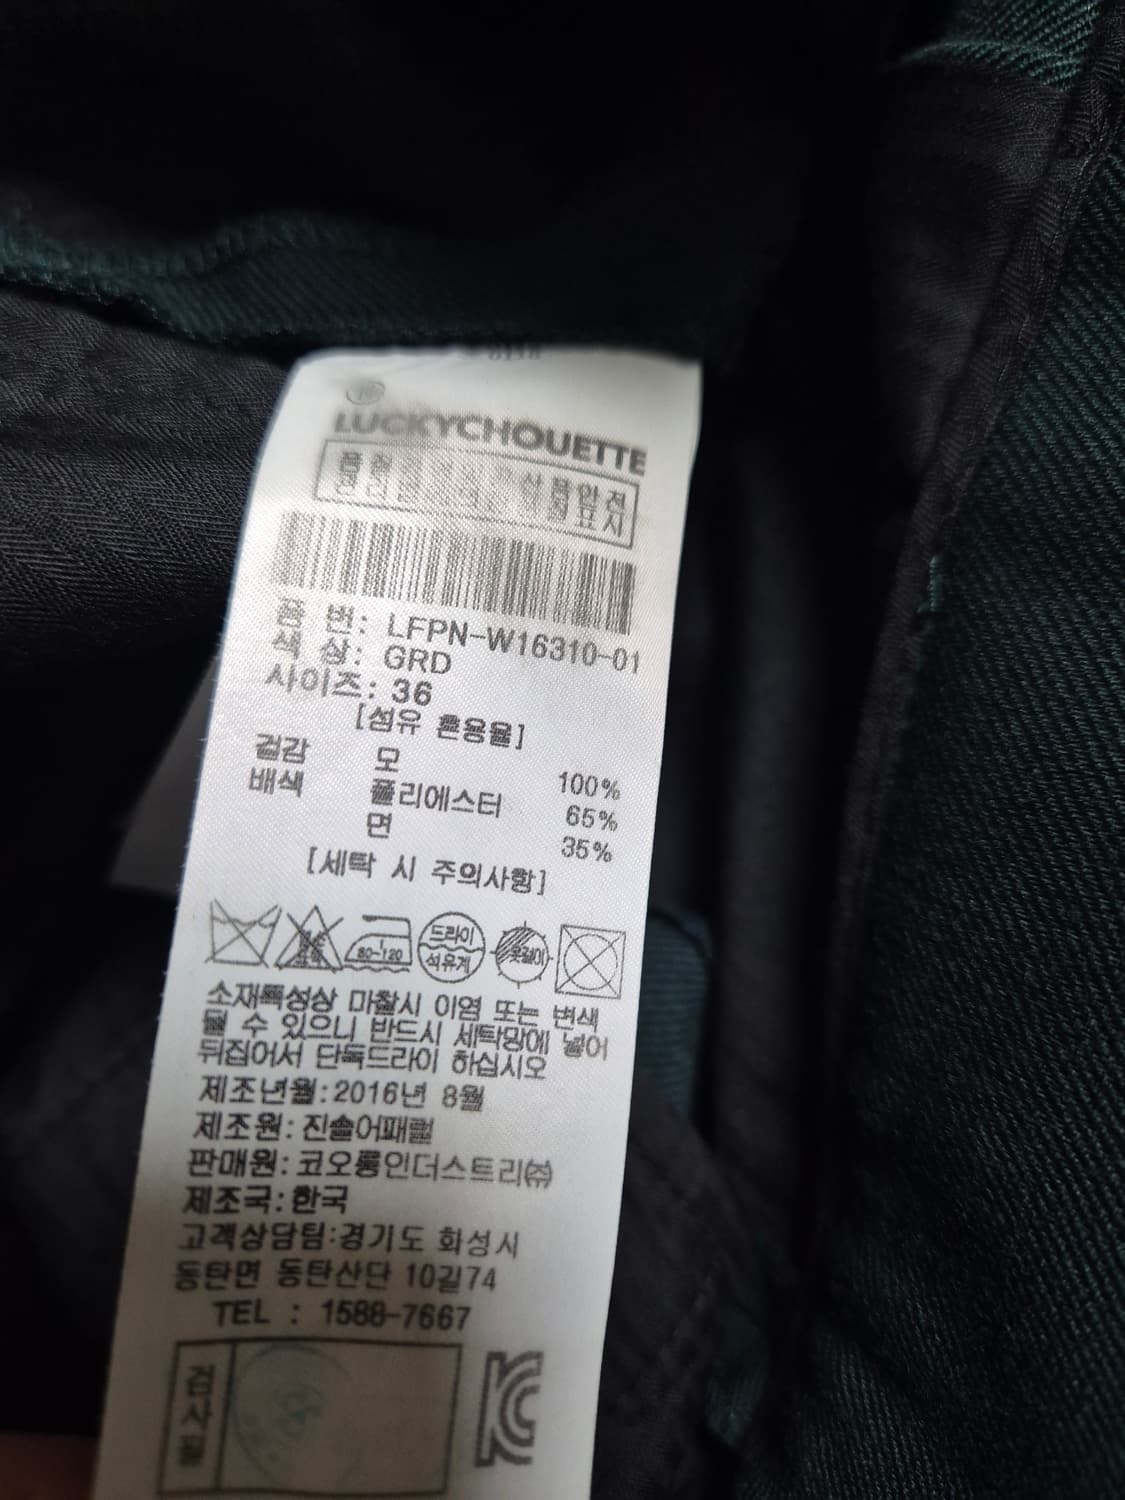 LUCKYCHOUETTE
안전
표시
품 번: LFPN-W16310-01
색 상: GRD
사이즈: 36
[섬유 혼용율]
겉감 모 100%
배색 폴리에스터 65%
면 35%
[세탁 시 주의사항]
80~120
드라이
석유계
옷걸이
소재특성상 마찰시 이염 또는 변색
될 수 있으니 반드시 세탁망에 넣어
뒤집어서 단독드라이 하십시오
제조년월:2016년 8월
제조원:진솔어패럴
판매원:코오롱인더스트리㈜
제조국:한국
고객상담팀:경기도 화성시
동탄면 동탄산단 10길74
TEL : 1588-7667
검사필